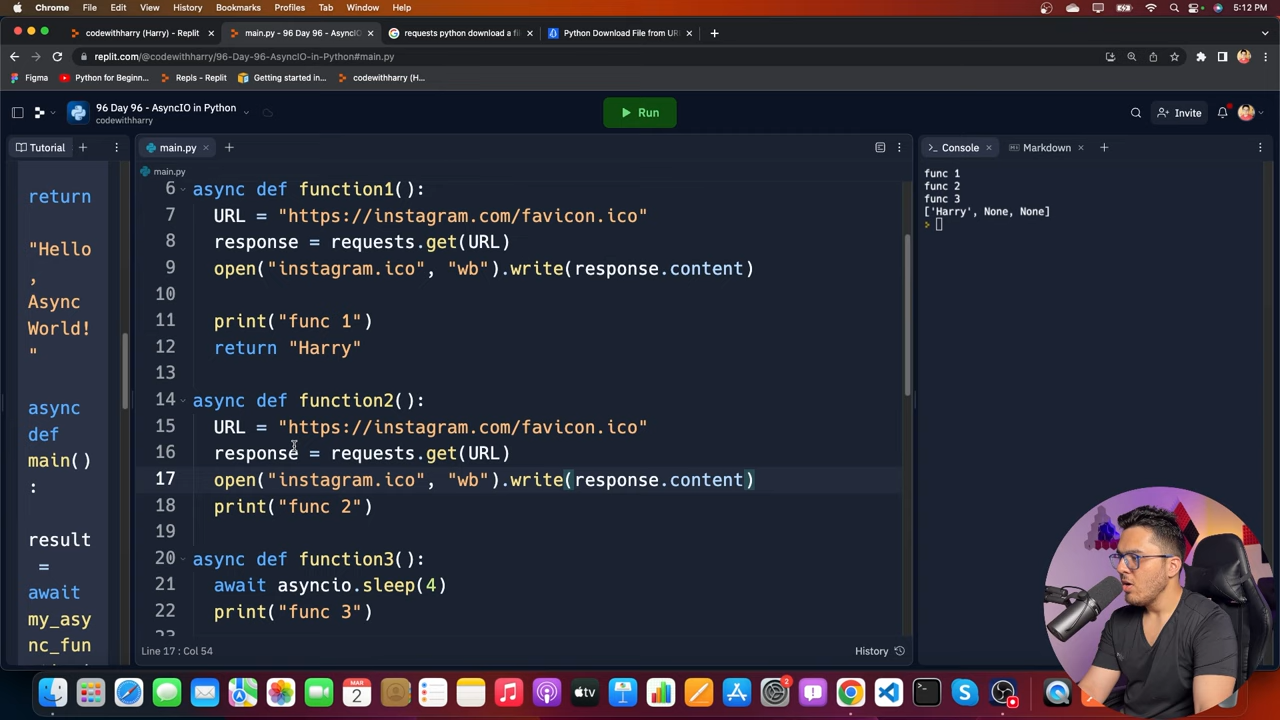 Chrome File Edit View History Bookmarks Profiles Tab Window Help 5:12 PM
codewithharry (Harry) - Replit
main.py - 96 Day 96 - AsyncIO
requests python download a f
Python Download File from UR
replit.com/@codewithharry/96-Day-96-AsyncIO-in-Python#main.py
Figma
Python for Beginn...
Repls - Replit
Getting started in...
codewithharry (H...
96 Day 96 - AsyncIO in Python
codewithharry
Run
Invite
Tutorial
main.py
Console
Markdown
main.py
return
"Hello
,
Async
World!
"
async
def
main()
:
result
=
await
my_asy
nc_fun
6 async def function1():
7 URL = "https://instagram.com/favicon.ico"
8 response = requests.get(URL)
9 open("instagram.ico", "wb").write(response.content)
10
11 print("func 1")
12 return "Harry"
13
14 async def function2():
15 URL = "https://instagram.com/favicon.ico"
16 response = requests.get(URL)
17 open("instagram.ico", "wb").write(response.content)
18 print("func 2")
19
20 async def function3():
21 await asyncio.sleep(4)
22 print("func 3")
Line 17 : Col 54
History
func 1
func 2
func 3
['Harry', None, None]
>
MAR
2
tv
2